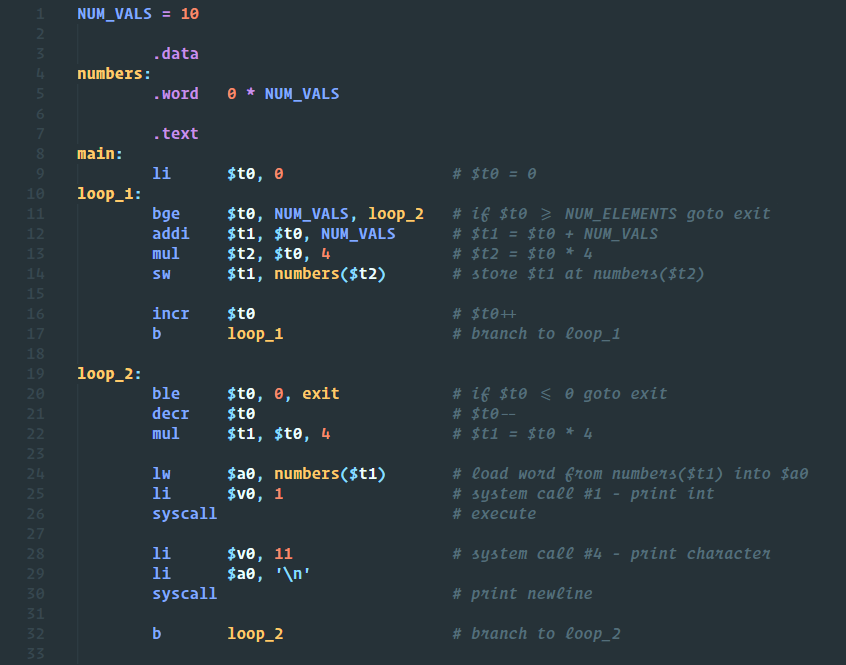 1 NUM_VALS = 10
2
3 .data
4 numbers:
5 .word 0 * NUM_VALS
6
7 .text
8 main:
9 li $t0, 0 # $t0 = 0
10 loop_1:
11 bge $t0, NUM_VALS, loop_2 # if $t0 ≥ NUM_ELEMENTS goto exit
12 addi $t1, $t0, NUM_VALS # $t1 = $t0 + NUM_VALS
13 mul $t2, $t0, 4 # $t2 = $t0 * 4
14 sw $t1, numbers($t2) # store $t1 at numbers($t2)
15
16 incr $t0 # $t0++
17 b loop_1 # branch to loop_1
18
19 loop_2:
20 ble $t0, 0, exit # if $t0 ≤ 0 goto exit
21 decr $t0 # $t0--
22 mul $t1, $t0, 4 # $t1 = $t0 * 4
23
24 lw $a0, numbers($t1) # load word from numbers($t1) into $a0
25 li $v0, 1 # system call #1 - print int
26 syscall # execute
27
28 li $v0, 11 # system call #4 - print character
29 li $a0, '\n'
30 syscall # print newline
31
32 b loop_2 # branch to loop_2
33